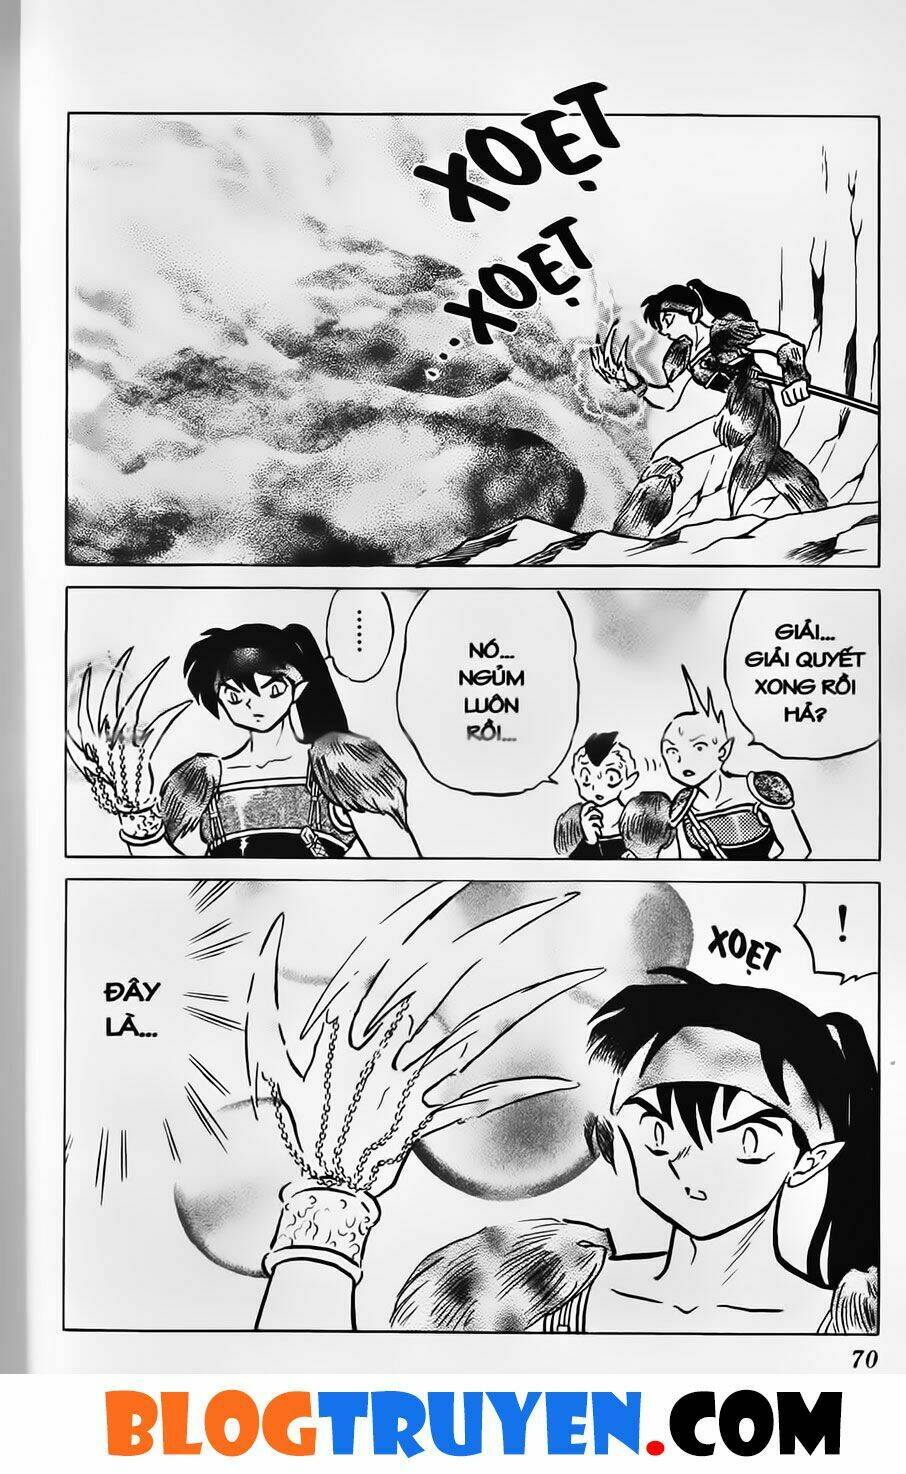 XOẸT
..XOẸT
GIẢI...
GIẢI QUYẾT
XONG RỒI
HẢ?
NÓ...
NGỦM
LUÔN
RỒI...
........
!
XOẸT
ĐÂY
LÀ...
70
BLOGTRUYEN.COM